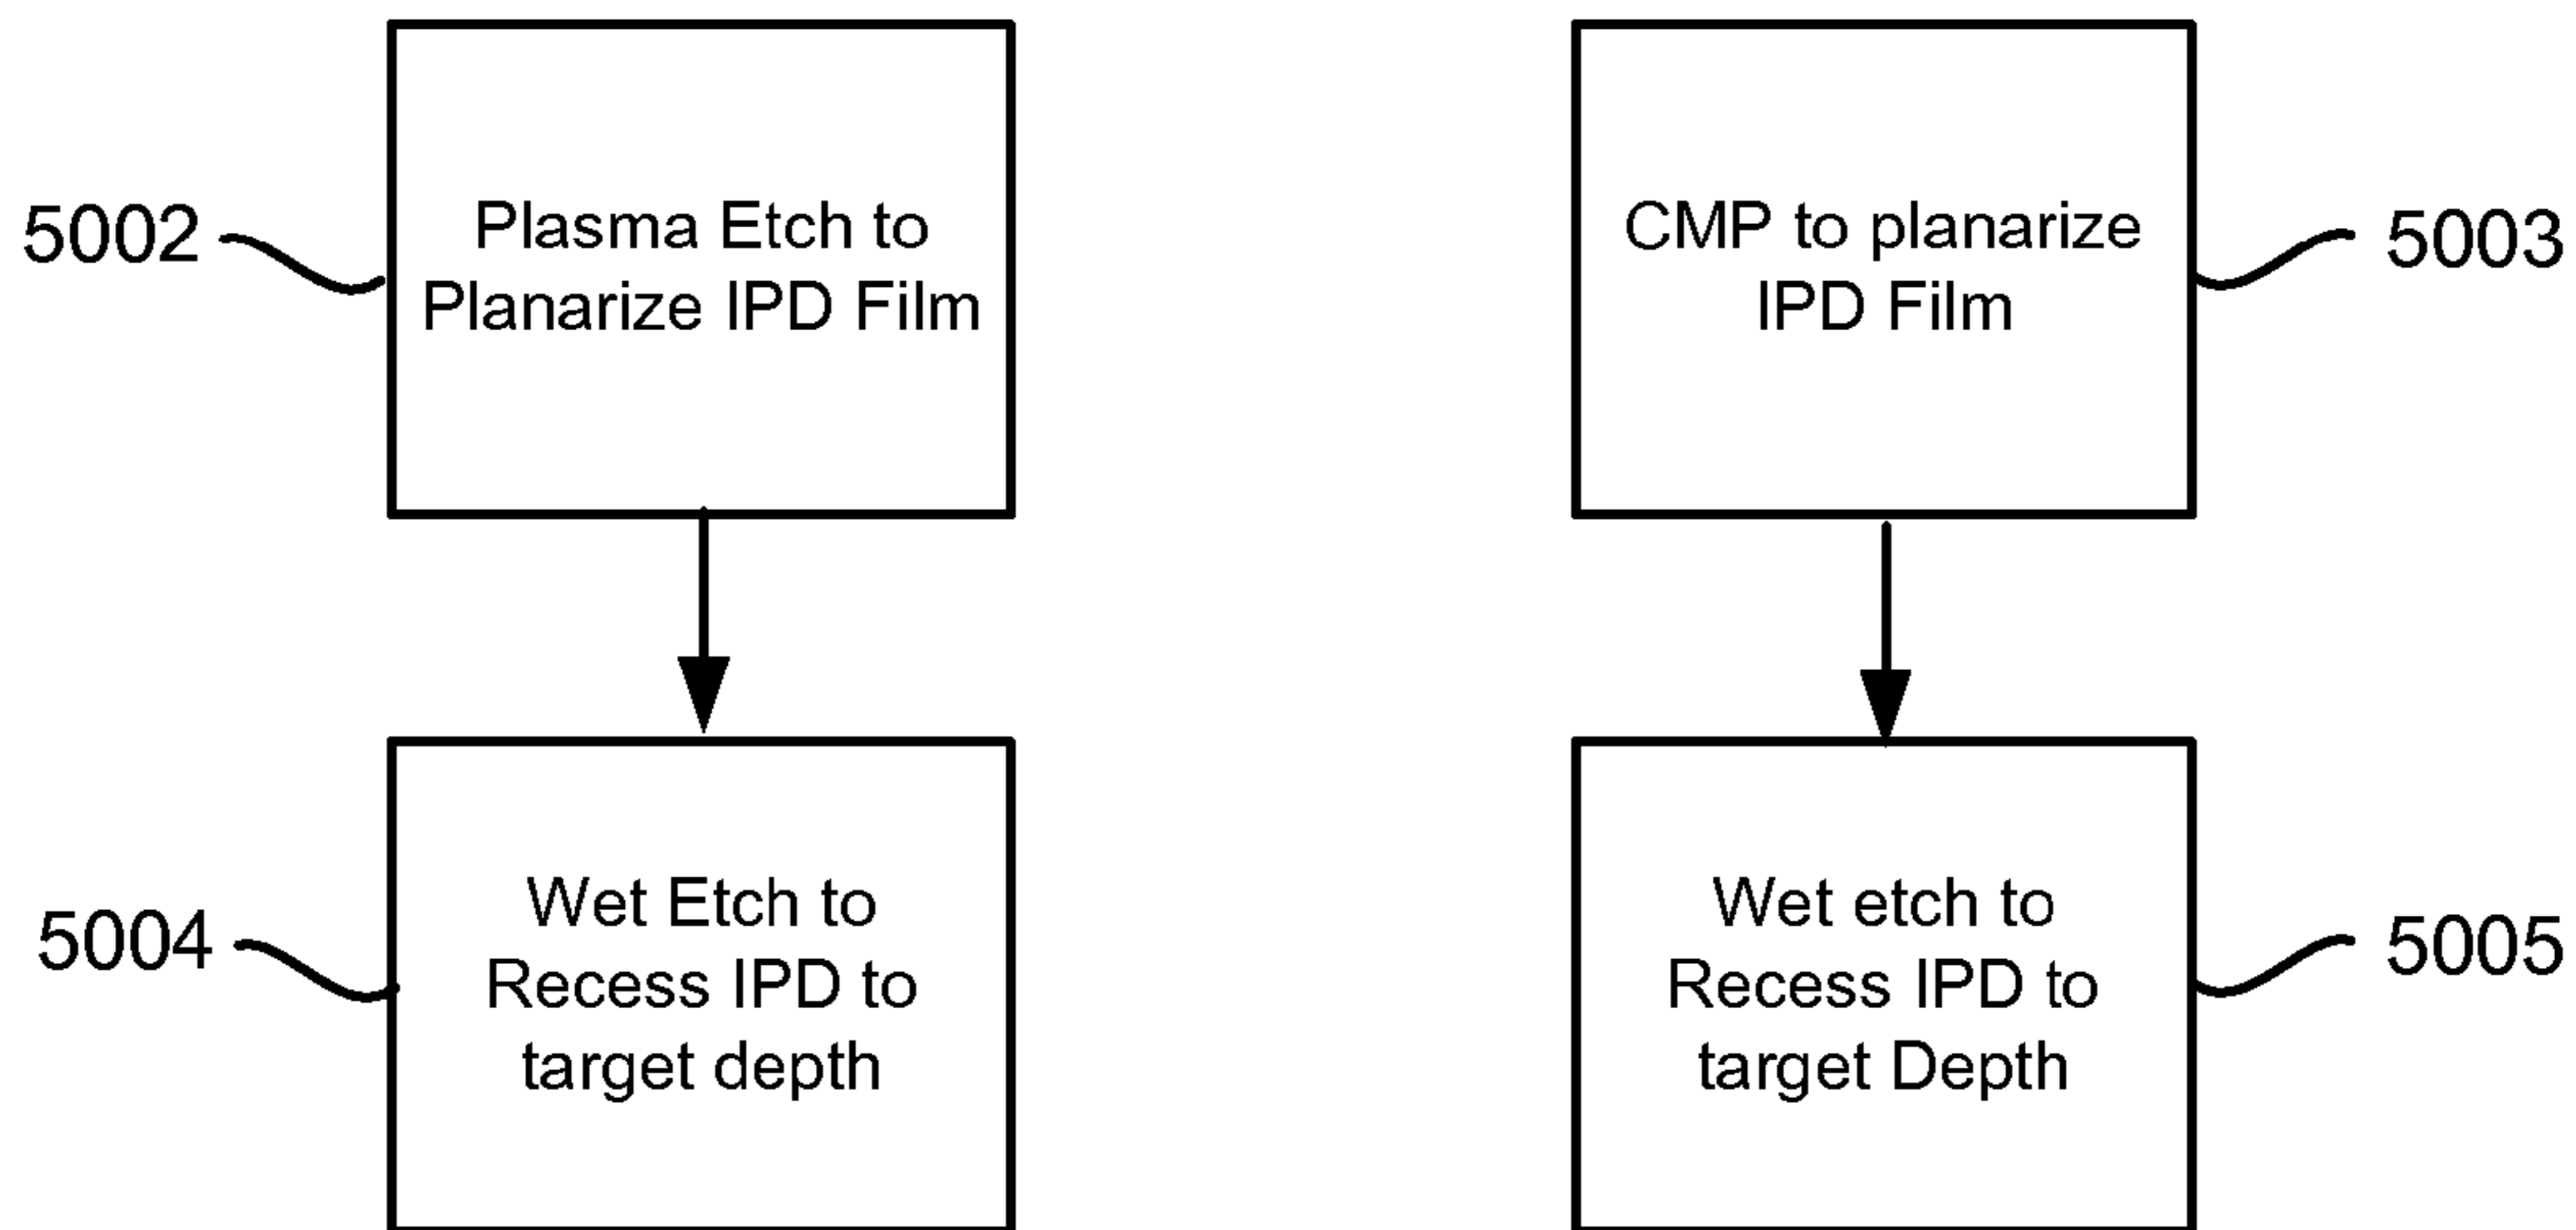 5002
Plasma Etch to
Planarize IPD Film
CMP to planarize
IPD Film
5003
5004
Wet Etch to
Recess IPD to
target depth
Wet etch to
Recess IPD to
target Depth
5005